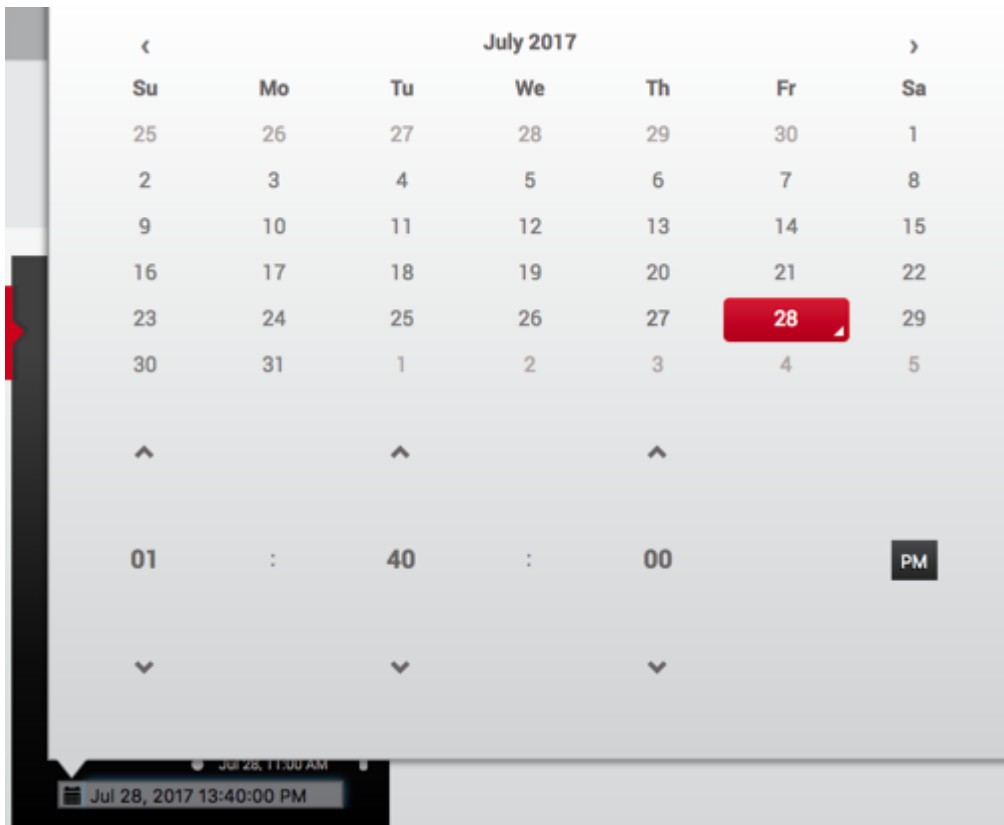 ‹ July 2017 ›
Su Mo Tu We Th Fr Sa
25 26 27 28 29 30 1
2 3 4 5 6 7 8
9 10 11 12 13 14 15
16 17 18 19 20 21 22
23 24 25 26 27 28 29
30 31 1 2 3 4 5
01 : 40 : 00 PM
Jul 28, 11:00 AM
Jul 28, 2017 13:40:00 PM